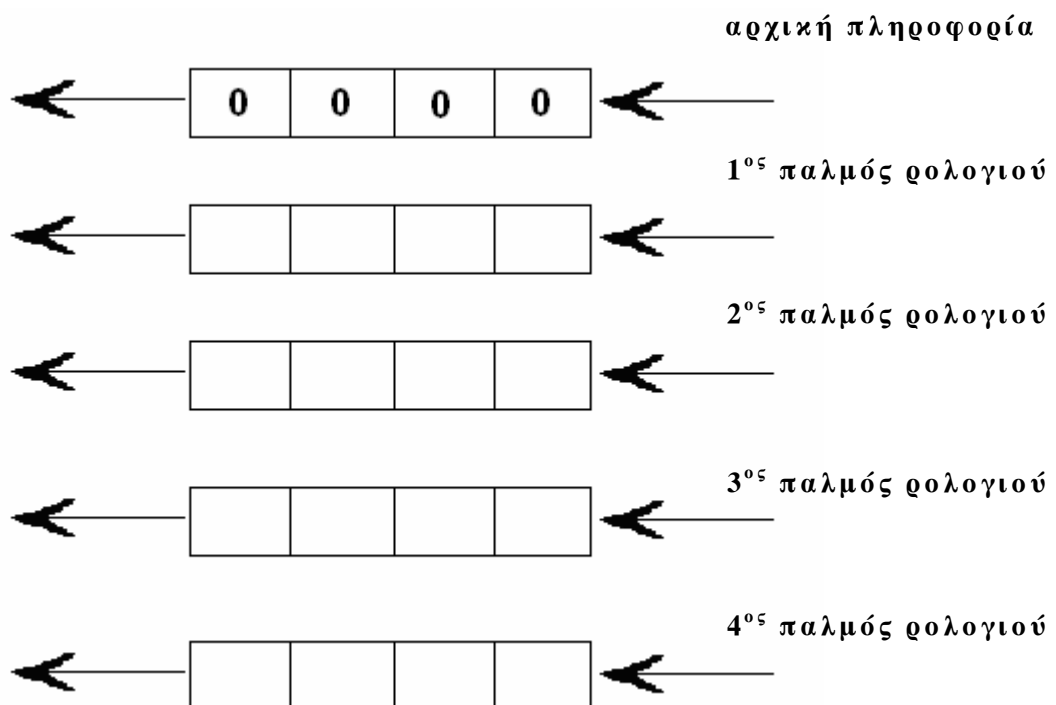 αρχική πληροφορία
0 0 0 0
1ος παλμός ρολογιού
2ος παλμός ρολογιού
3ος παλμός ρολογιού
4ος παλμός ρολογιού